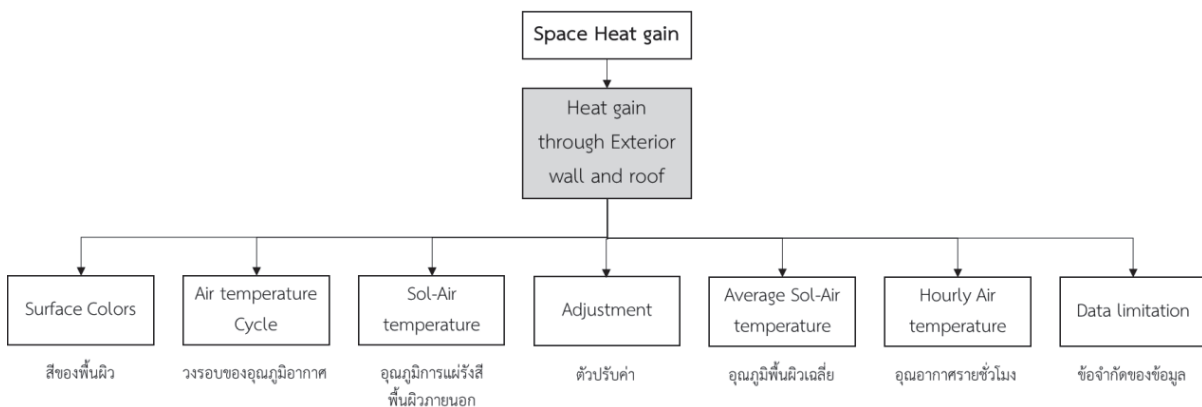 Space Heat gain
Heat gain
through Exterior
wall and roof
Surface Colors
Air temperature
Cycle
Sol-Air
temperature
Adjustment
Average Sol-Air
temperature
Hourly Air
temperature
Data limitation
สีของพื้นผิว
วงรอบของอุณภูมิอากาศ
อุณภูมิการแผ่รังสี
พื้นผิวภายนอก
ตัวปรับค่า
อุณภูมิพื้นผิวเฉลี่ย
อุณอากาศรายชั่วโมง
ข้อจำกัดของข้อมูล